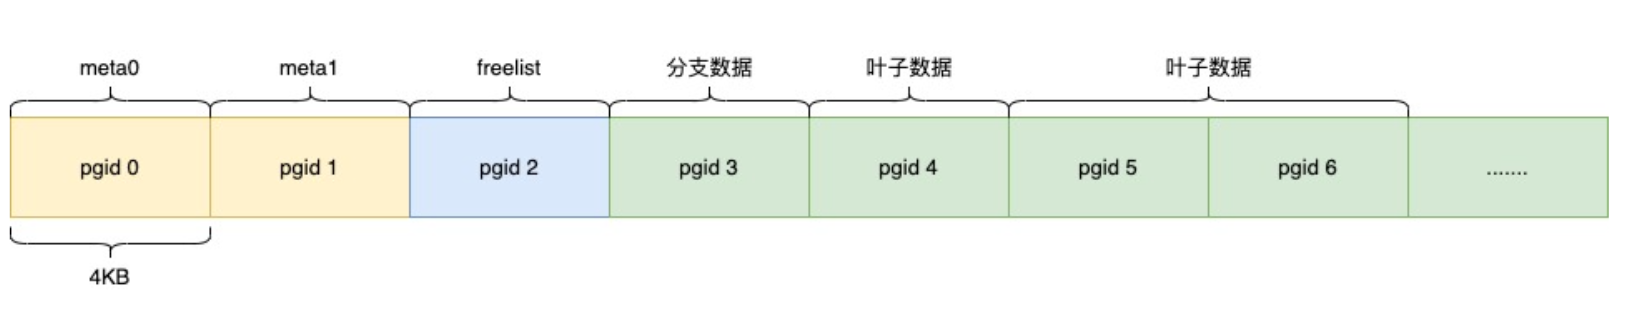 meta0
meta1
freelist
分支数据
叶子数据
叶子数据
pgid 0
pgid 1
pgid 2
pgid 3
pgid 4
pgid 5
pgid 6
.......
4KB